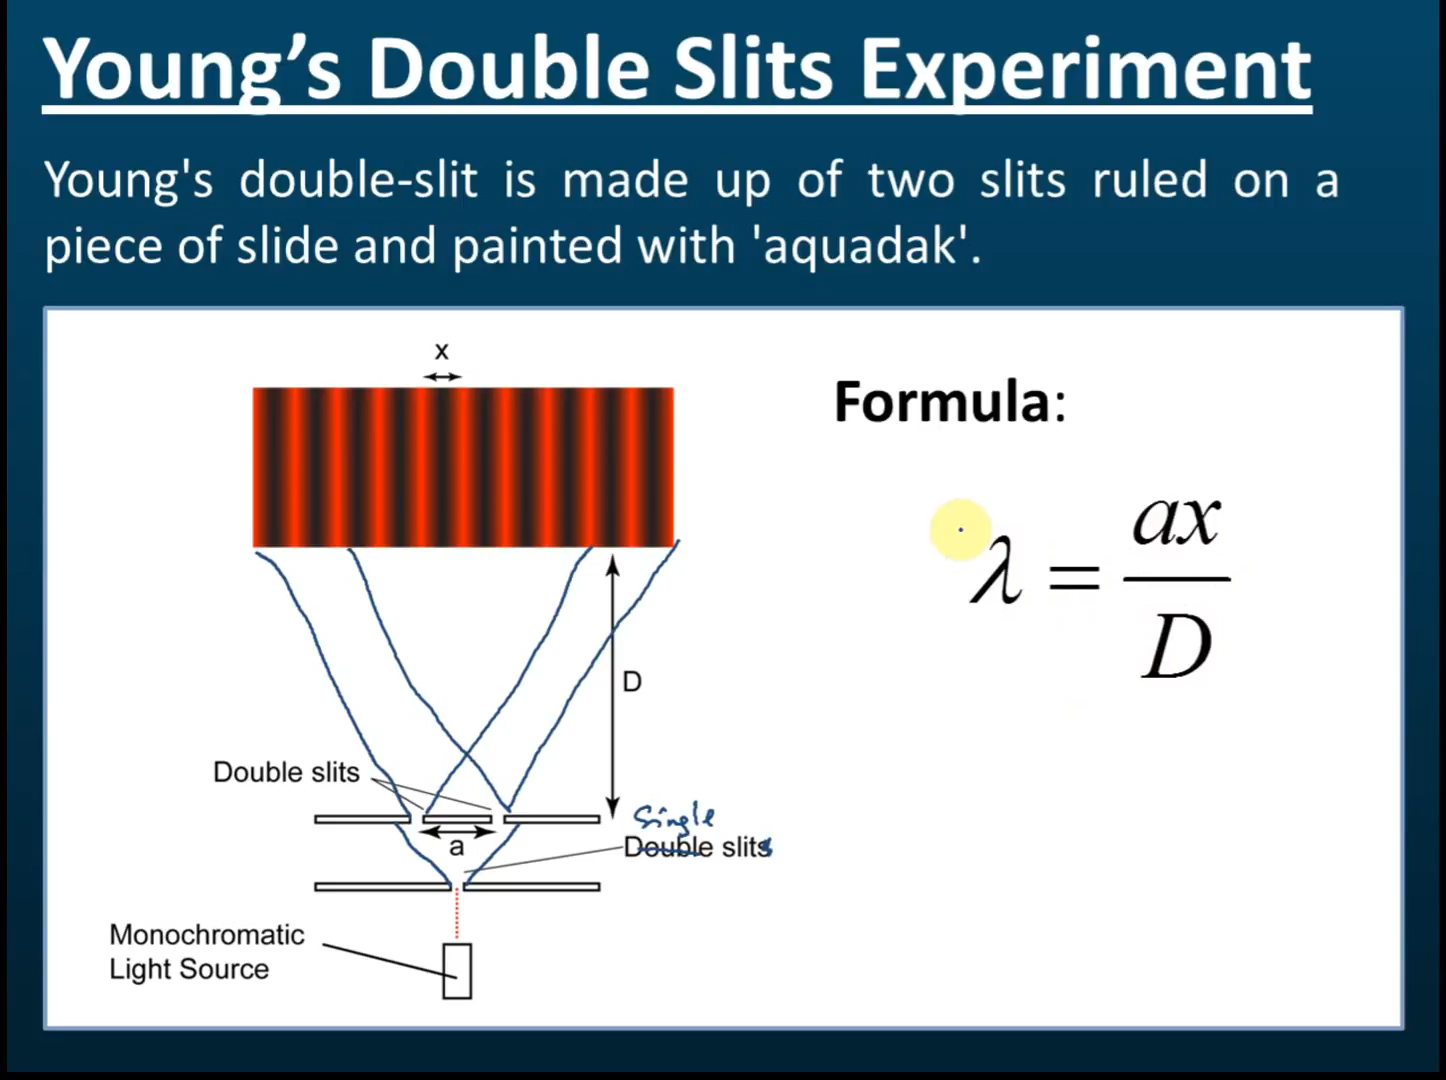 Young’s Double Slits Experiment
Young's double-slit is made up of two slits ruled on a
piece of slide and painted with 'aquadak'.
x
Formula:
λ = ax
D
D
Double slits
Single
Double slits
a
Monochromatic
Light Source